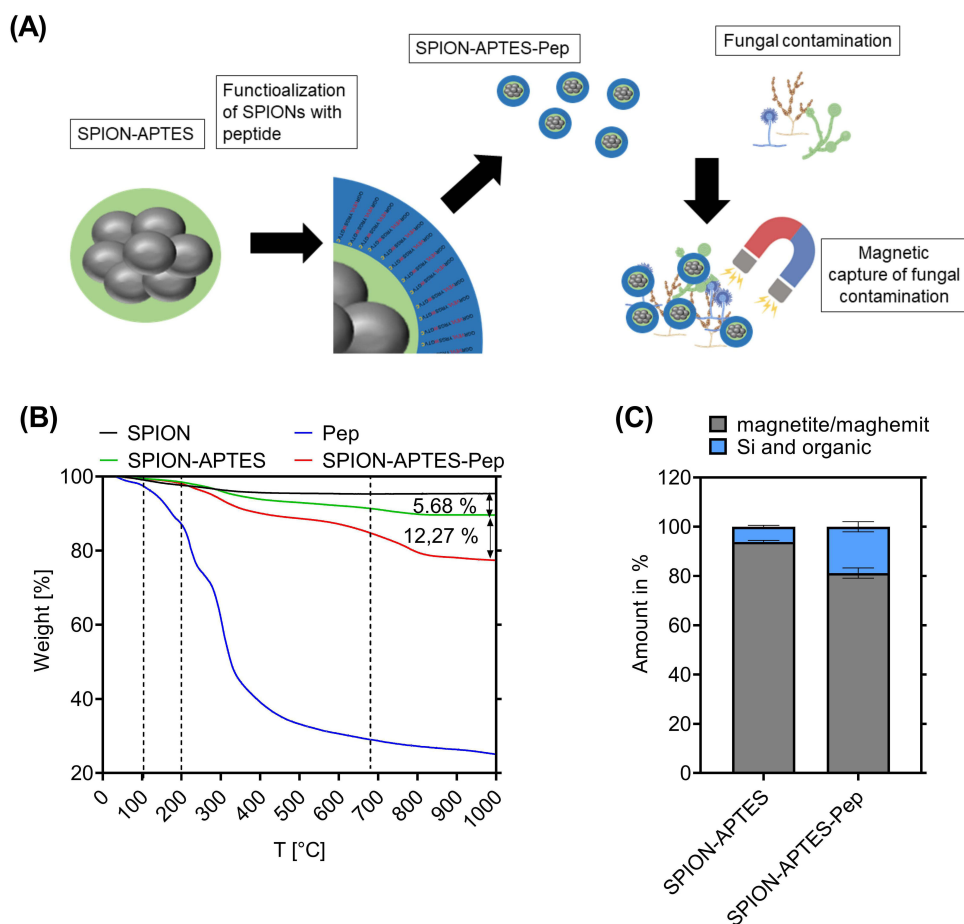 (A)
SPION-APTES
Functioalization
of SPIONs with
peptide
SPION-APTES-Pep
Fungal contamination
Magnetic
capture of fungal
contamination
(B)
SPION
Pep
SPION-APTES
SPION-APTES-Pep
Weight [%]
100
80
60
40
20
5.68 %
12,27 %
0
100
200
300
400
500
600
700
800
900
1000
T [°C]
(C)
magnetite/maghemit
Si and organic
Amount in %
120
100
80
60
40
20
0
SPION-APTES
SPION-APTES-Pep